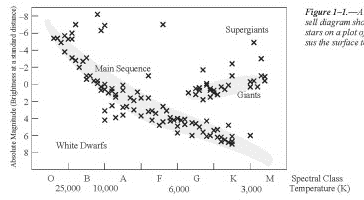 Figure 1–1.—A
sell diagram sho
stars on a plot o
sus the surface t
Absolute Magnitude (Brightness at a standard distance)
–8
–6
–4
–2
0
2
4
6
8
Supergiants
Main Sequence
Giants
White Dwarfs
O B A F G K M Spectral Class
25,000 10,000 6,000 3,000 Temperature (K)